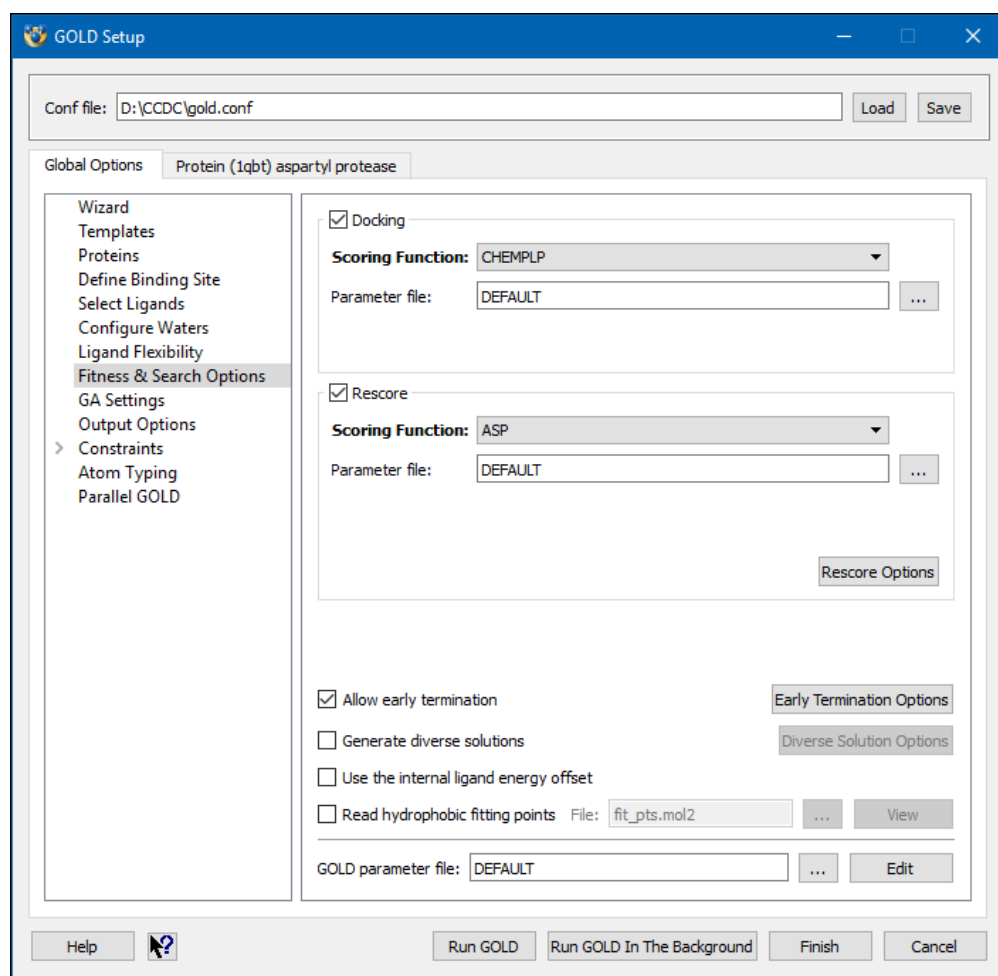 GOLD Setup
Conf file: D:\CCDC\gold.conf Load Save
Global Options Protein (1qbt) aspartyl protease
Wizard
Templates
Proteins
Define Binding Site
Select Ligands
Configure Waters
Ligand Flexibility
Fitness & Search Options
GA Settings
Output Options
Constraints
Atom Typing
Parallel GOLD
Docking
Scoring Function: CHEMPLP
Parameter file: DEFAULT ...
Rescore
Scoring Function: ASP
Parameter file: DEFAULT ...
Rescore Options
Allow early termination Early Termination Options
Generate diverse solutions Diverse Solution Options
Use the internal ligand energy offset
Read hydrophobic fitting points File: fit_pts.mol2 ... View
GOLD parameter file: DEFAULT ... Edit
Help ? Run GOLD Run GOLD In The Background Finish Cancel